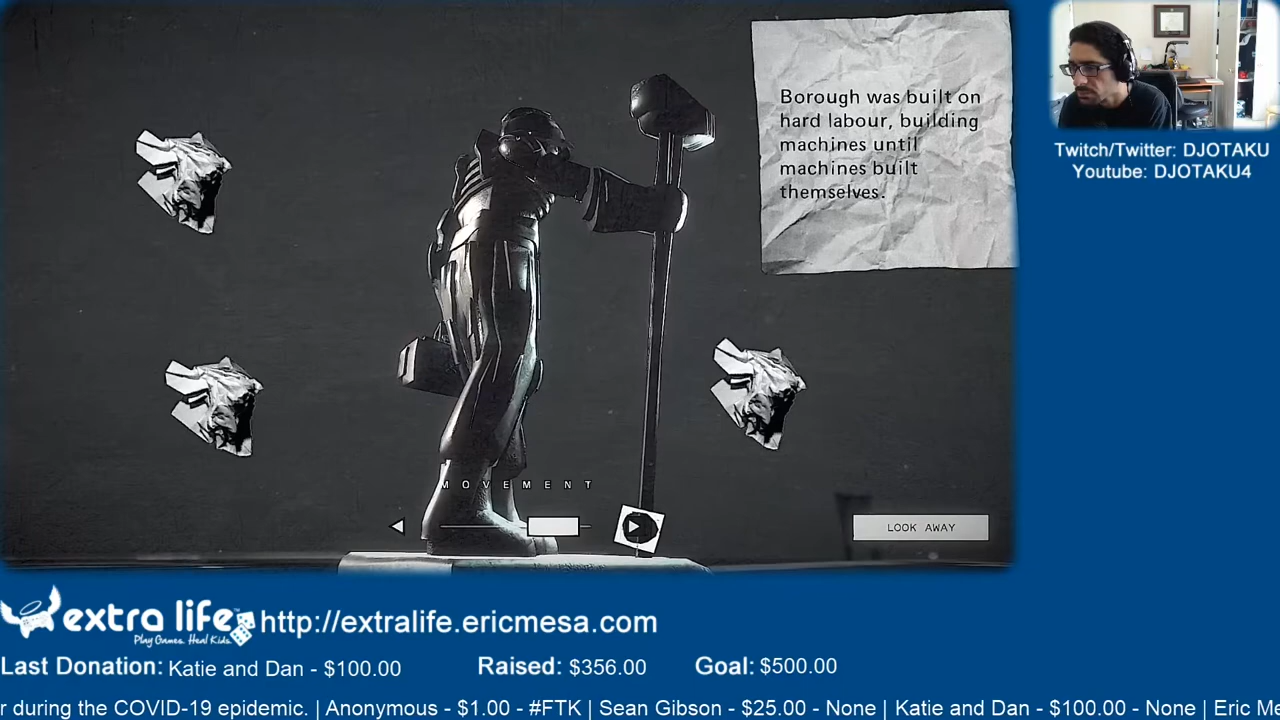 Borough was built on
hard labour, building
machines until
machines built
themselves.
Twitch/Twitter: DJOTAKU
Youtube: DJOTAKU4
MOVEMENT
LOOK AWAY
extra life
Play Games. Heal Kids.
http://extralife.ericmesa.com
Last Donation: Katie and Dan - $100.00 Raised: $356.00 Goal: $500.00
r during the COVID-19 epidemic. | Anonymous - $1.00 - #FTK | Sean Gibson - $25.00 - None | Katie and Dan - $100.00 - None | Eric Me